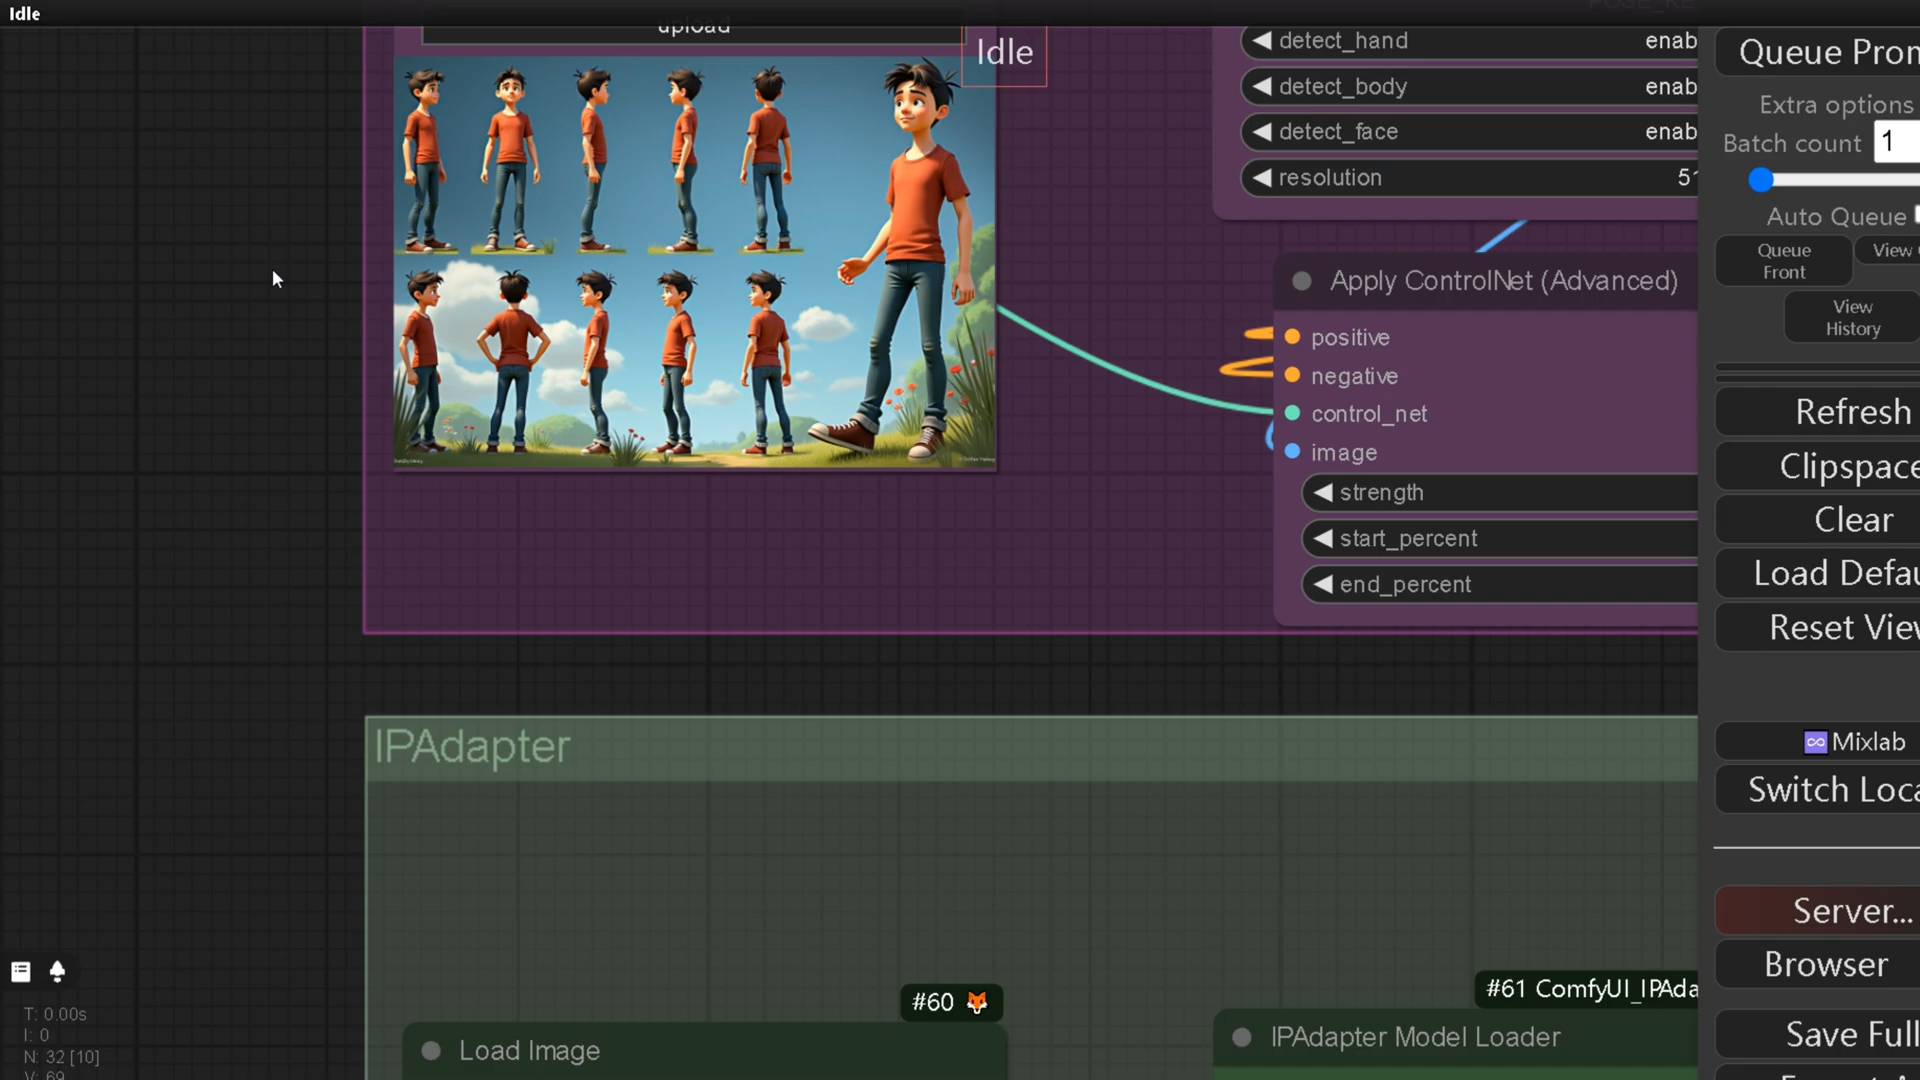 Idle
upload
Idle
detect_hand enab
detect_body enab
detect_face enab
resolution 51
Apply ControlNet (Advanced)
positive
negative
control_net
image
strength
start_percent
end_percent
IPAdapter
#60
Load Image
#61 ComfyUI_IPAda
IPAdapter Model Loader
Queue Pron
Extra options
Batch count 1
Auto Queue
Queue
Front
View
View
History
Refresh
Clipspace
Clear
Load Defau
Reset View
Mixlab
Switch Loca
Server...
Browser
Save Full
T: 0.00s
I: 0
N: 32 [10]
V: 69